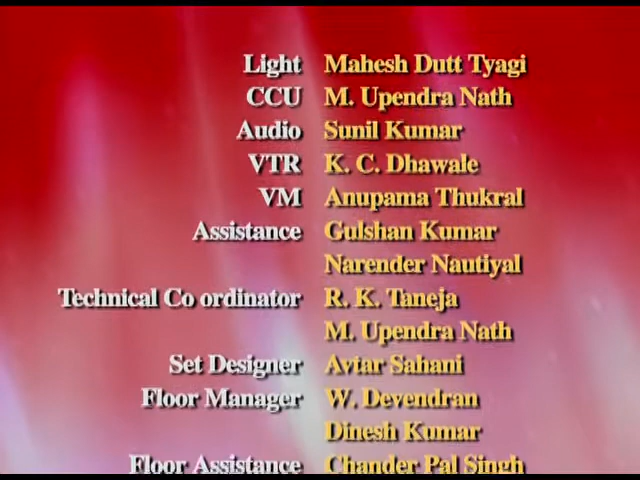 Light Mahesh Dutt Tyagi
CCU M. Upendra Nath
Audio Sunil Kumar
VTR K. C. Dhawale
VM Anupama Thukral
Assistance Gulshan Kumar
Narender Nautiyal
Technical Co ordinator R. K. Taneja
M. Upendra Nath
Set Designer Avtar Sahani
Floor Manager W. Devendran
Dinesh Kumar
Floor Assistance Chander Pal Singh